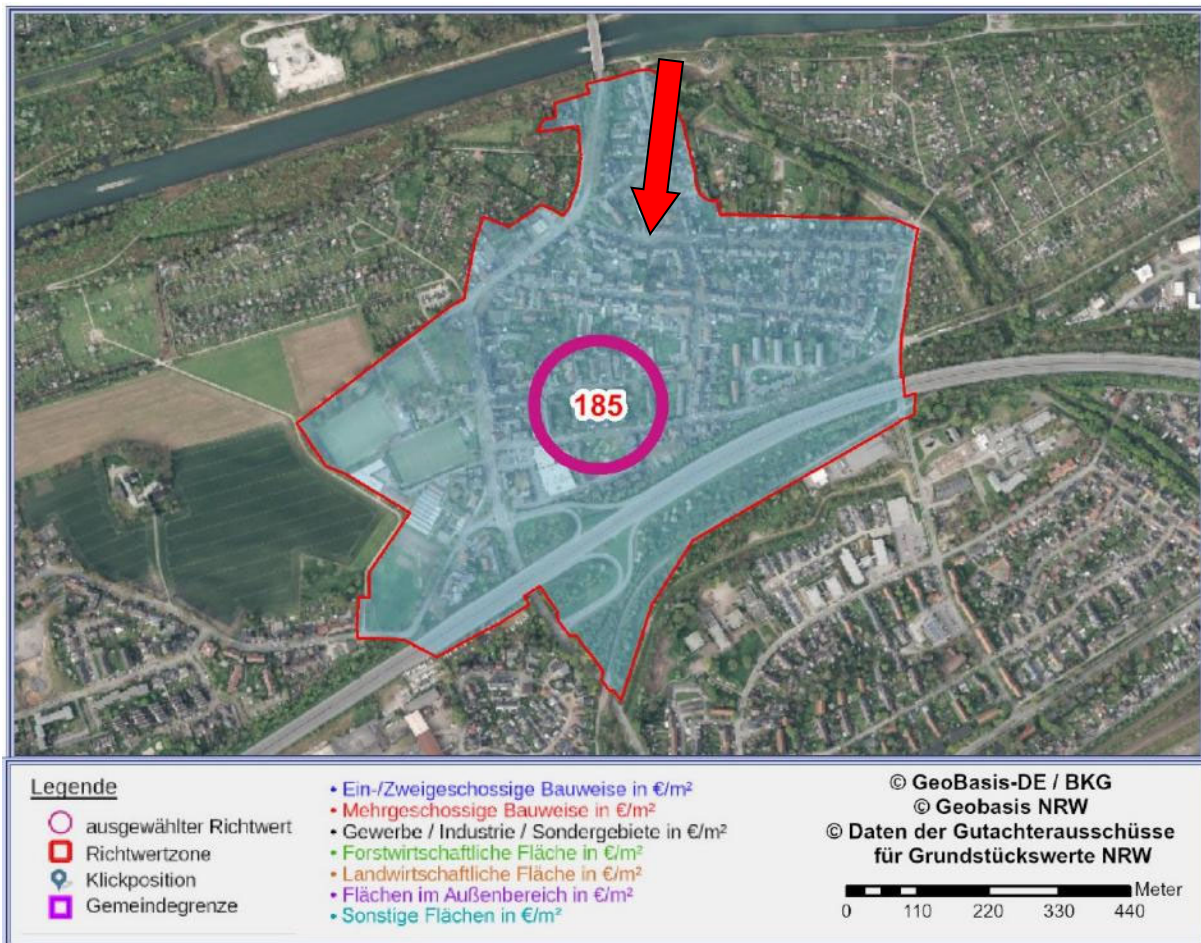 185
Legende
ausgewählter Richtwert
Richtwertzone
Klickposition
Gemeindegrenze
• Ein-/Zweigeschossige Bauweise in €/m²
• Mehrgeschossige Bauweise in €/m²
• Gewerbe / Industrie / Sondergebiete in €/m²
• Forstwirtschaftliche Fläche in €/m²
• Landwirtschaftliche Fläche in €/m²
• Flächen im Außenbereich in €/m²
• Sonstige Flächen in €/m²
© GeoBasis-DE / BKG
© Geobasis NRW
© Daten der Gutachterausschüsse
für Grundstückswerte NRW
Meter
0 110 220 330 440